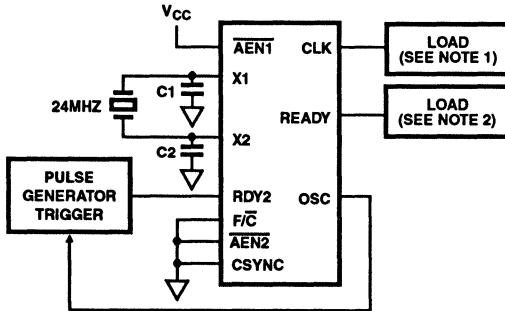 VCC
AEN1
CLK
LOAD
(SEE NOTE 1)
X1
C1
24MHZ
READY
LOAD
(SEE NOTE 2)
X2
C2
PULSE
GENERATOR
TRIGGER
RDY2
OSC
F/C
AEN2
CSYNC